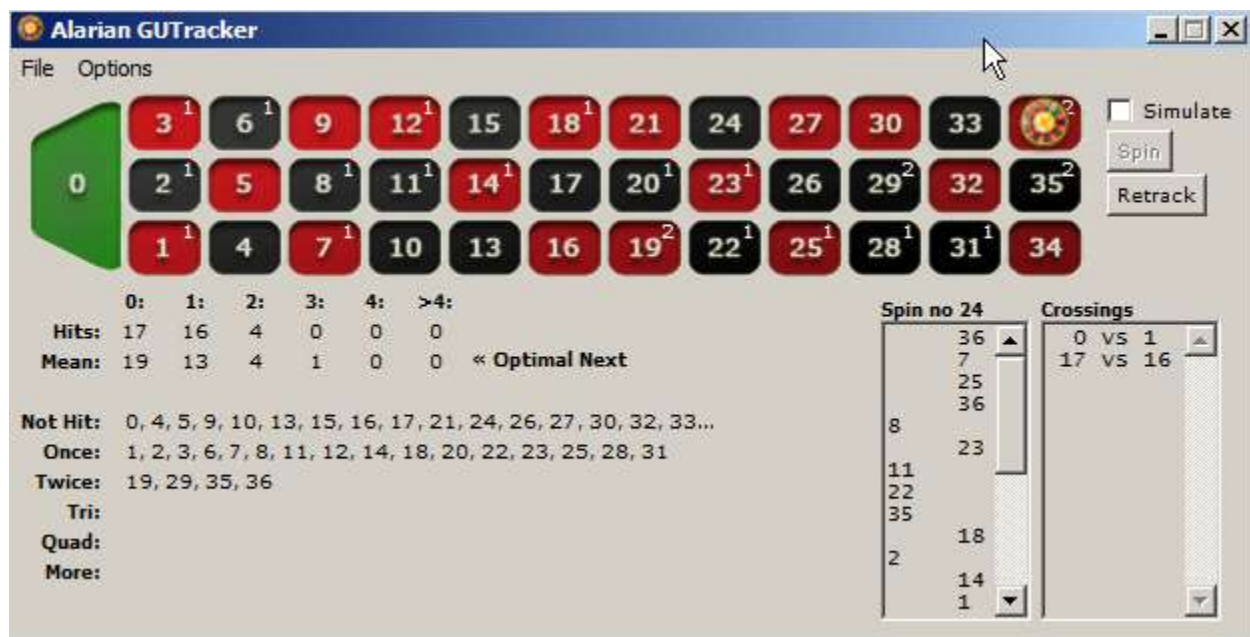 Alarian GUTracker
File Options
3 1 6 1 9 12 1 15 18 1 21 24 27 30 33 2
Simulate
Spin
0 2 1 5 8 1 11 1 14 1 17 20 1 23 1 26 29 2 32 35 2
Retrack
1 1 4 7 1 10 13 16 19 2 22 1 25 1 28 1 31 1 34
0: 1: 2: 3: 4: >4:
Hits: 17 16 4 0 0 0
Mean: 19 13 4 1 0 0 « Optimal Next
Not Hit: 0, 4, 5, 9, 10, 13, 15, 16, 17, 21, 24, 26, 27, 30, 32, 33...
Once: 1, 2, 3, 6, 7, 8, 11, 12, 14, 18, 20, 22, 23, 25, 28, 31
Twice: 19, 29, 35, 36
Tri:
Quad:
More:
Spin no 24
36
7
25
36
8
23
11
22
35
18
2
14
1
Crossings
0 vs 1
17 vs 16